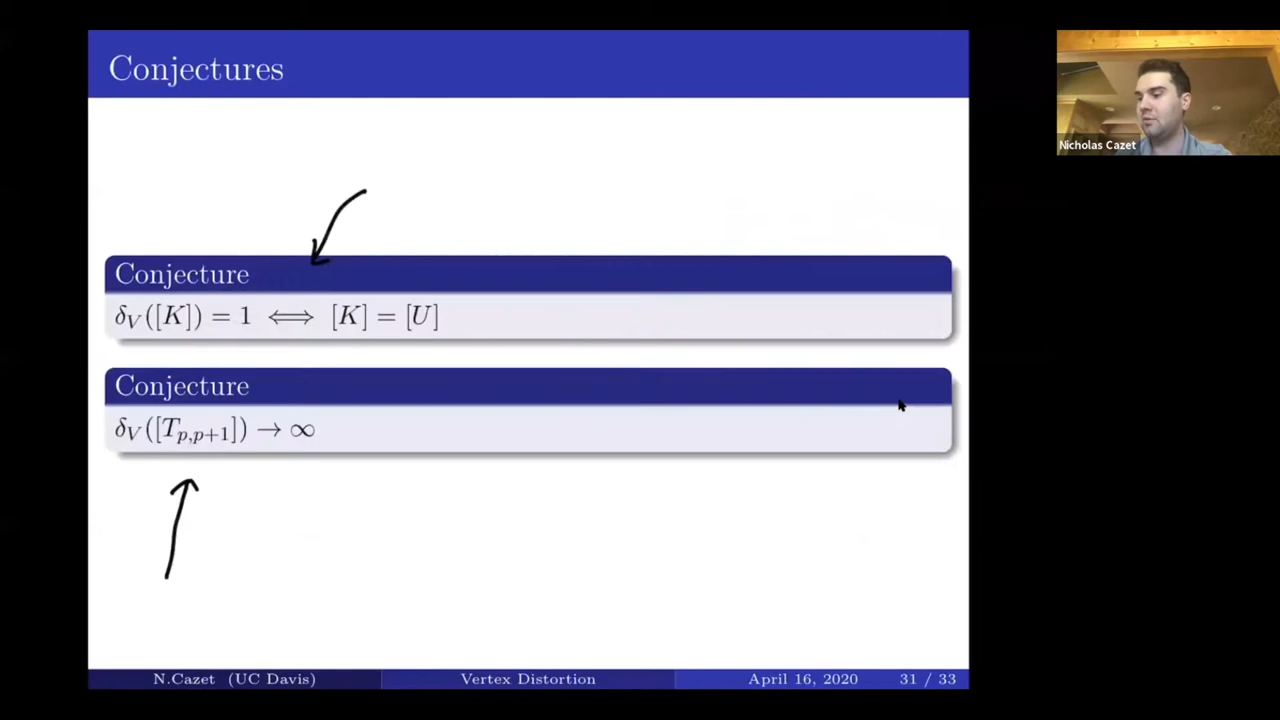 Conjectures
Nicholas Cazet
Conjecture
δ_V([K]) = 1 ⟺ [K] = [U]
Conjecture
δ_V([T_{p,p+1}]) → ∞
N.Cazet (UC Davis) Vertex Distortion April 16, 2020 31 / 33